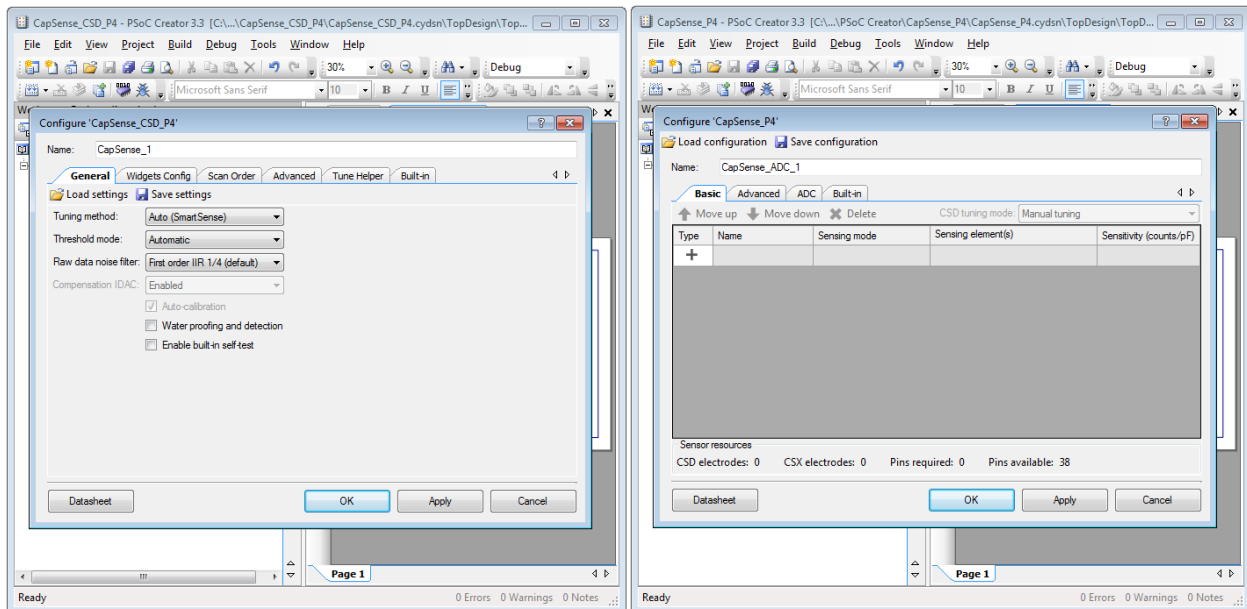 CapSense_CSD_P4 - PSoC Creator 3.3 [C:\...\CapSense_CSD_P4\CapSense_CSD_P4.cydsn\TopDesign\Top...
File Edit View Project Build Debug Tools Window Help
30% Debug
Microsoft Sans Serif 10 B I U
Configure 'CapSense_CSD_P4'
Name: CapSense_1
General Widgets Config Scan Order Advanced Tune Helper Built-in
Load settings Save settings
Tuning method: Auto (SmartSense)
Threshold mode: Automatic
Raw data noise filter: First order IIR 1/4 (default)
Compensation IDAC: Enabled
Auto-calibration
Water proofing and detection
Enable built-in self-test
Datasheet OK Apply Cancel
Page 1
Ready 0 Errors 0 Warnings 0 Notes
CapSense_P4 - PSoC Creator 3.3 [C:\...\PSoC Creator\CapSense_P4\CapSense_P4.cydsn\TopDesign\TopD...
File Edit View Project Build Debug Tools Window Help
30% Debug
Microsoft Sans Serif 10 B I U
Configure 'CapSense_P4'
Load configuration Save configuration
Name: CapSense_ADC_1
Basic Advanced ADC Built-in
Move up Move down Delete CSD tuning mode: Manual tuning
Type Name Sensing mode Sensing element(s) Sensitivity (counts/pF)
Sensor resources
CSD electrodes: 0 CSX electrodes: 0 Pins required: 0 Pins available: 38
Datasheet OK Apply Cancel
Page 1
Ready 0 Errors 0 Warnings 0 Notes